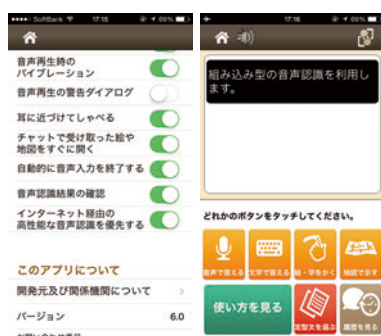 SoftBank 17:15 69%
音声再生時の
バイブレーション
音声再生の警告ダイアログ
耳に近づけてしゃべる
チャットで受け取った絵や
地図をすぐに開く
自動的に音声入力を終了する
音声認識結果の確認
インターネット経由の
高性能な音声認識を優先する
このアプリについて
開発元及び関係機関について
バージョン 6.0
17:16 69%
組み込み型の音声認識を利用し
ます。
どれかのボタンをタッチしてください。
音声で答える 文字で答える 絵・字をかく 地図で示す
使い方を見る 定型文を選ぶ 履歴を見る